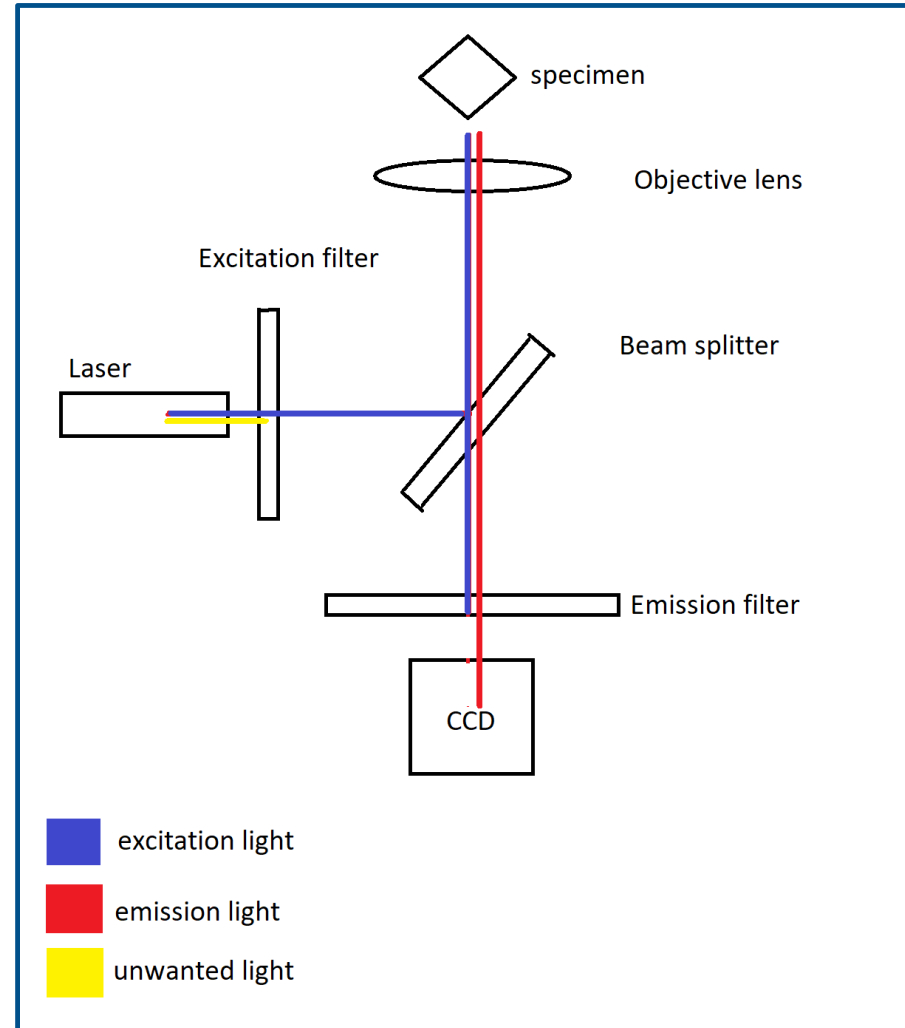 specimen
Objective lens
Excitation filter
Beam splitter
Laser
Emission filter
CCD
excitation light
emission light
unwanted light